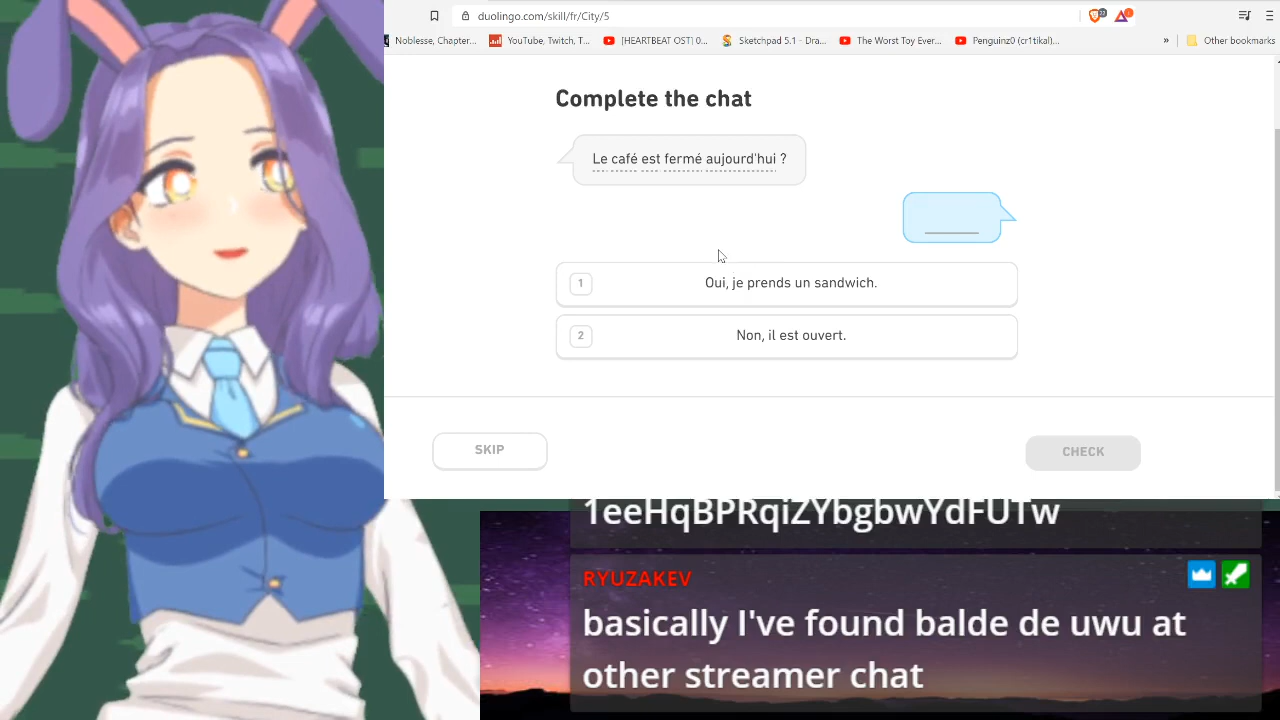 duolingo.com/skill/fr/City/5
Noblesse, Chapter... YouTube, Twitch, T... [HEARTBEAT OST] 0... Sketchpad 5.1 - Dr... The Worst Toy Eve... Penguinz0 (cr1tikal)... » Other bookmarks
Complete the chat
Le café est fermé aujourd'hui ?
1 Oui, je prends un sandwich.
2 Non, il est ouvert.
SKIP
CHECK
1eeHqBPRqiZYbgbwYdFUTw
RYUZAKEV
basically I've found balde de uwu at
other streamer chat